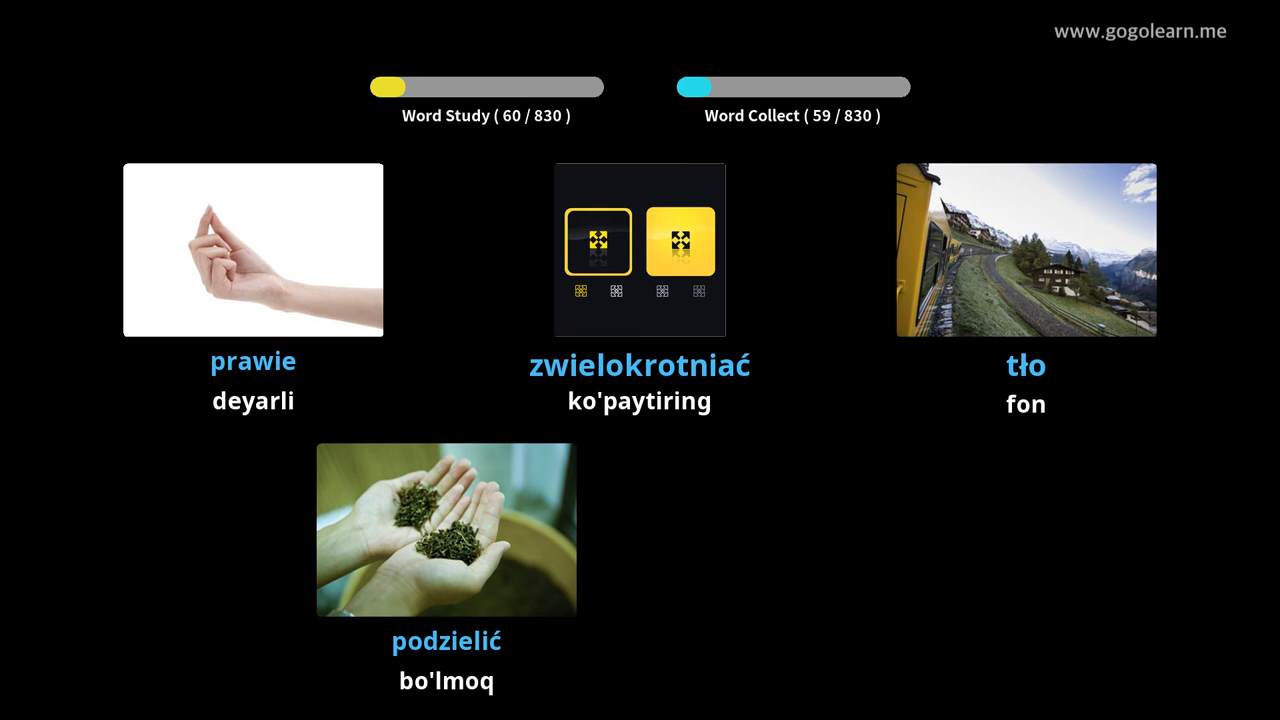 www.gogolearn.me
Word Study ( 60 / 830 )
Word Collect ( 59 / 830 )
prawie
deyarli
zwielokrotniać
ko'paytiring
tło
fon
podzielić
bo'lmoq